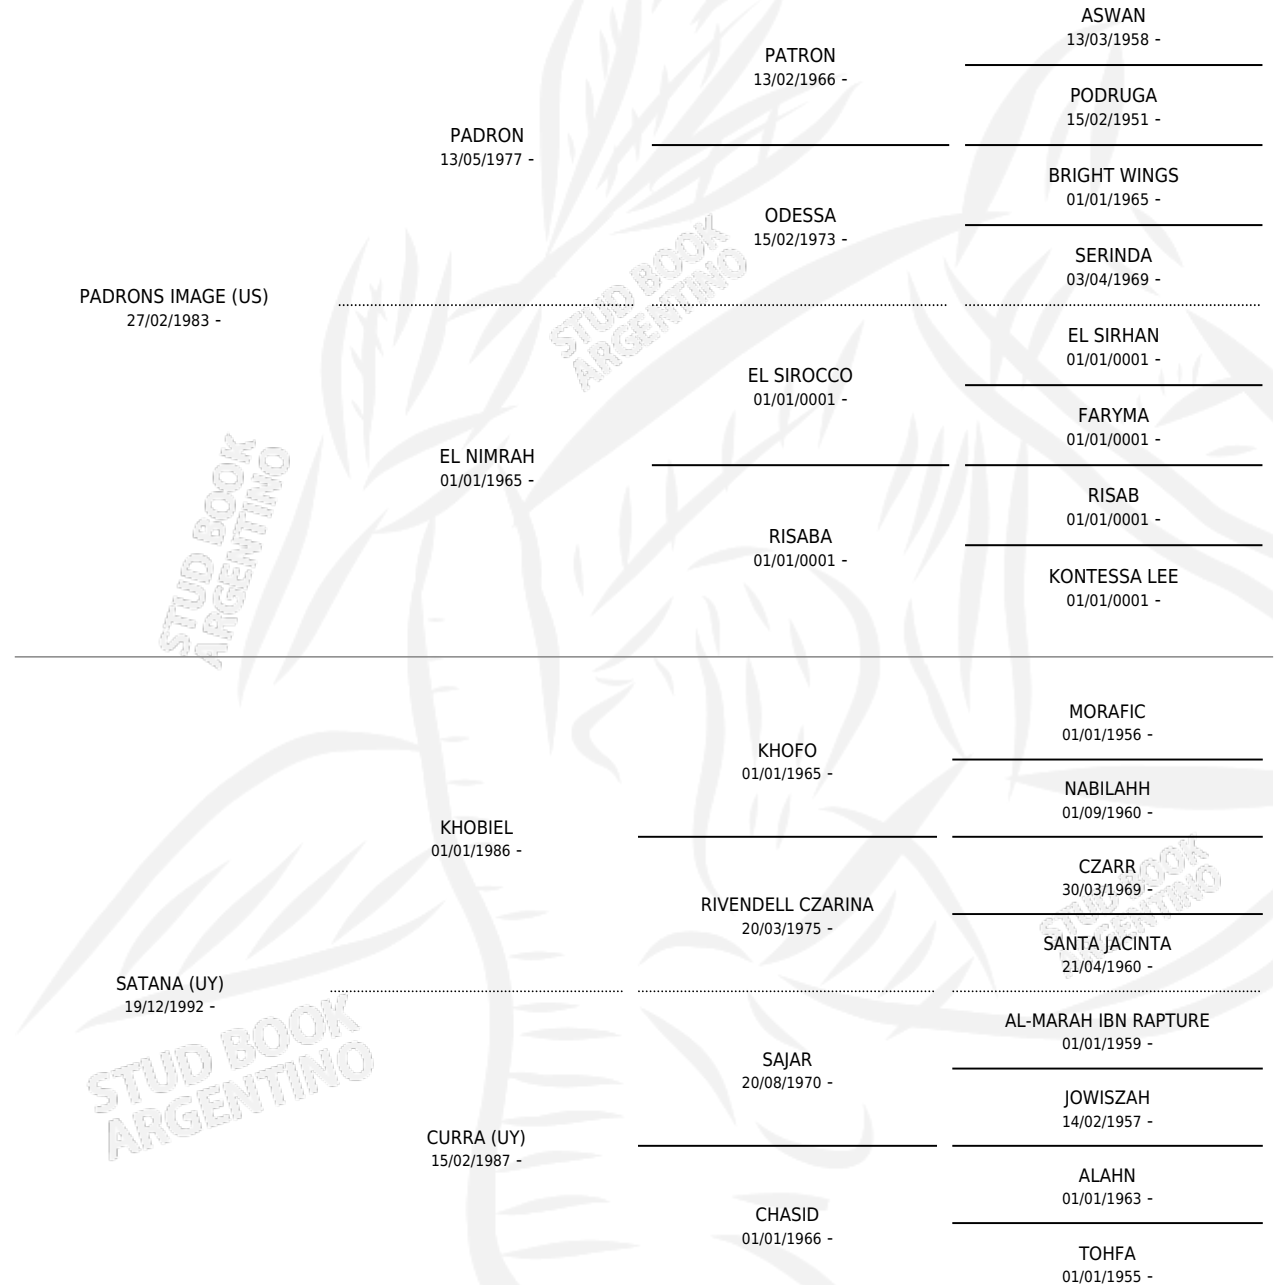 ASWAN
13/03/1958 -
PATRON
13/02/1966 -
PODRUGA
15/02/1951 -
PADRON
13/05/1977 -
BRIGHT WINGS
01/01/1965 -
ODESSA
15/02/1973 -
SERINDA
03/04/1969 -
PADRONS IMAGE (US)
27/02/1983 -
EL SIRHAN
01/01/0001 -
EL SIROCCO
01/01/0001 -
FARYMA
01/01/0001 -
EL NIMRAH
01/01/1965 -
RISAB
01/01/0001 -
RISABA
01/01/0001 -
KONTESSA LEE
01/01/0001 -
STUD BOOK
ARGENTINO
STUD BOOK
ARGENTINO
MORAFIC
01/01/1956 -
KHOFO
01/01/1965 -
NABILAHH
01/09/1960 -
KHOBIEL
01/01/1986 -
CZARR
30/03/1969 -
RIVENDELL CZARINA
20/03/1975 -
SANTA JACINTA
21/04/1960 -
STUD BOOK
ARGENTINO
SATANA (UY)
19/12/1992 -
AL-MARAH IBN RAPTURE
01/01/1959 -
SAJAR
20/08/1970 -
JOWISZAH
14/02/1957 -
STUD BOOK
ARGENTINO
CURRA (UY)
15/02/1987 -
ALAHN
01/01/1963 -
CHASID
01/01/1966 -
TOHFA
01/01/1955 -